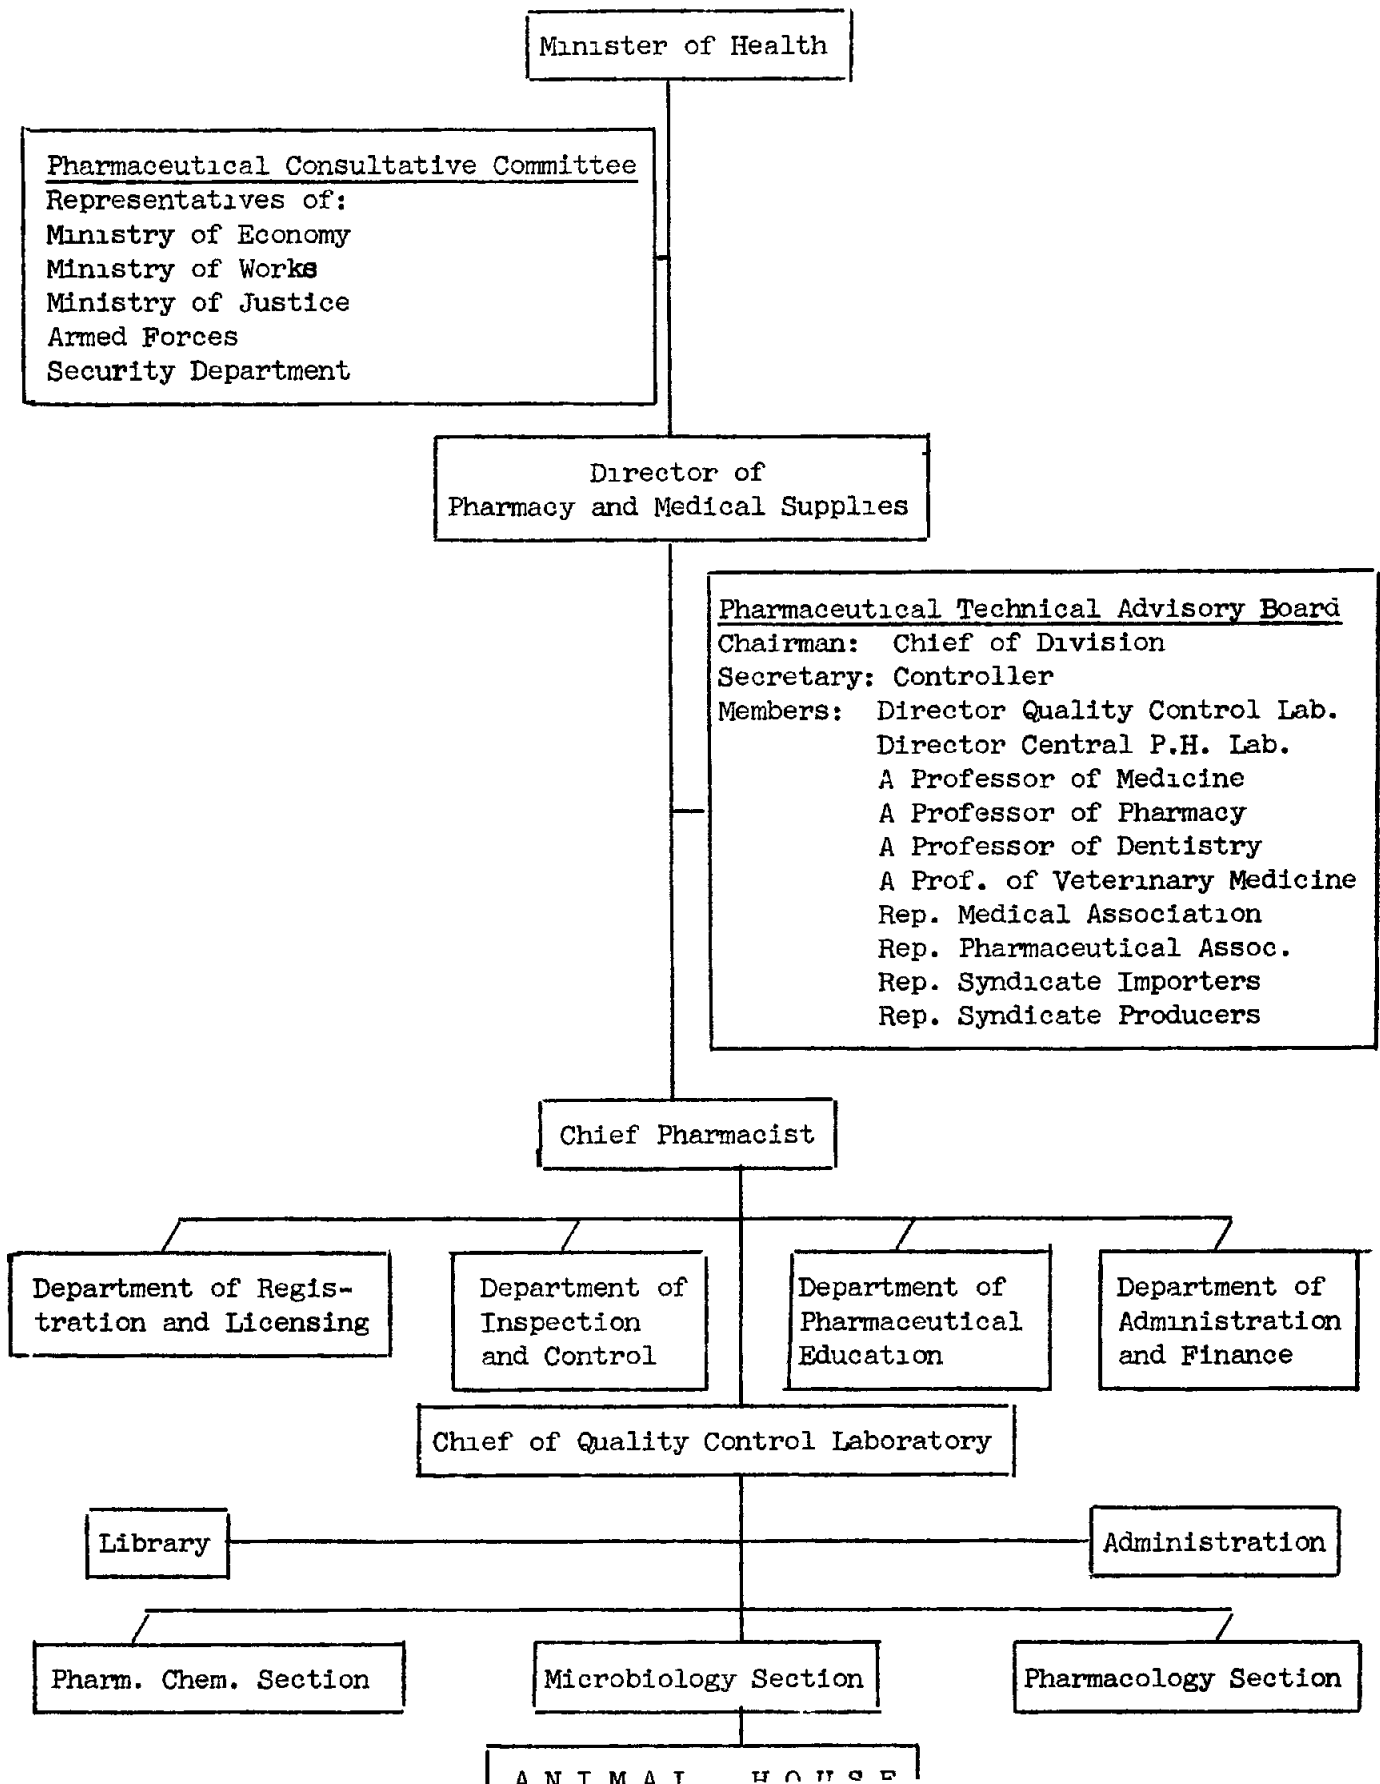 Minister of Health
Pharmaceutical Consultative Committee
Representatives of:
Ministry of Economy
Ministry of Works
Ministry of Justice
Armed Forces
Security Department
Director of
Pharmacy and Medical Supplies
Pharmaceutical Technical Advisory Board
Chairman: Chief of Division
Secretary: Controller
Members: Director Quality Control Lab.
Director Central P.H. Lab.
A Professor of Medicine
A Professor of Pharmacy
A Professor of Dentistry
A Prof. of Veterinary Medicine
Rep. Medical Association
Rep. Pharmaceutical Assoc.
Rep. Syndicate Importers
Rep. Syndicate Producers
Chief Pharmacist
Department of Regis-
tration and Licensing
Department of
Inspection
and Control
Department of
Pharmaceutical
Education
Department of
Administration
and Finance
Chief of Quality Control Laboratory
Library
Administration
Pharm. Chem. Section
Microbiology Section
Pharmacology Section
ANIMAL HOUSE